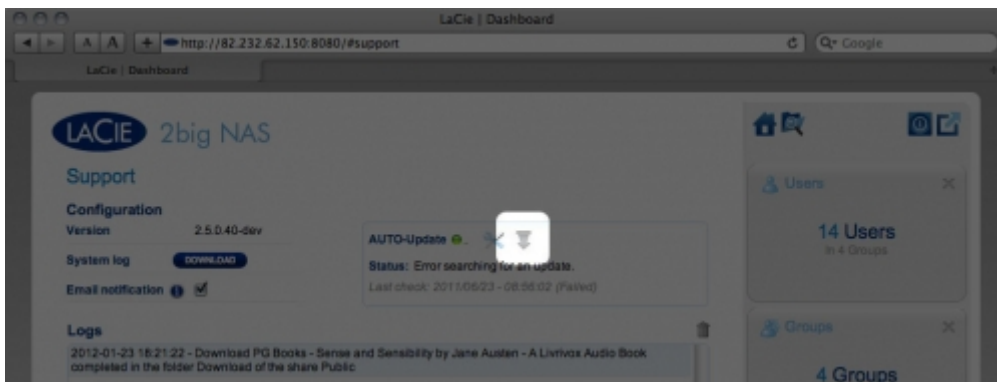 LaCie | Dashboard
A A + http://82.232.62.150:8080/#support Google
LaCie | Dashboard
LACIE 2big NAS
Support
Configuration
Version 2.5.0.40-dev
System log DOWNLOAD
Email notification
AUTO-Update
Status: Error searching for an update.
Last check: 2011/06/23 - 08:56:02 (Failed)
Logs
2012-01-23 16:21:22 - Download PG Books - Sense and Sensibility by Jane Austen - A Livrivox Audio Book
completed in the folder Download of the share Public
Users
14 Users
in 4 Groups
Groups
4 Groups